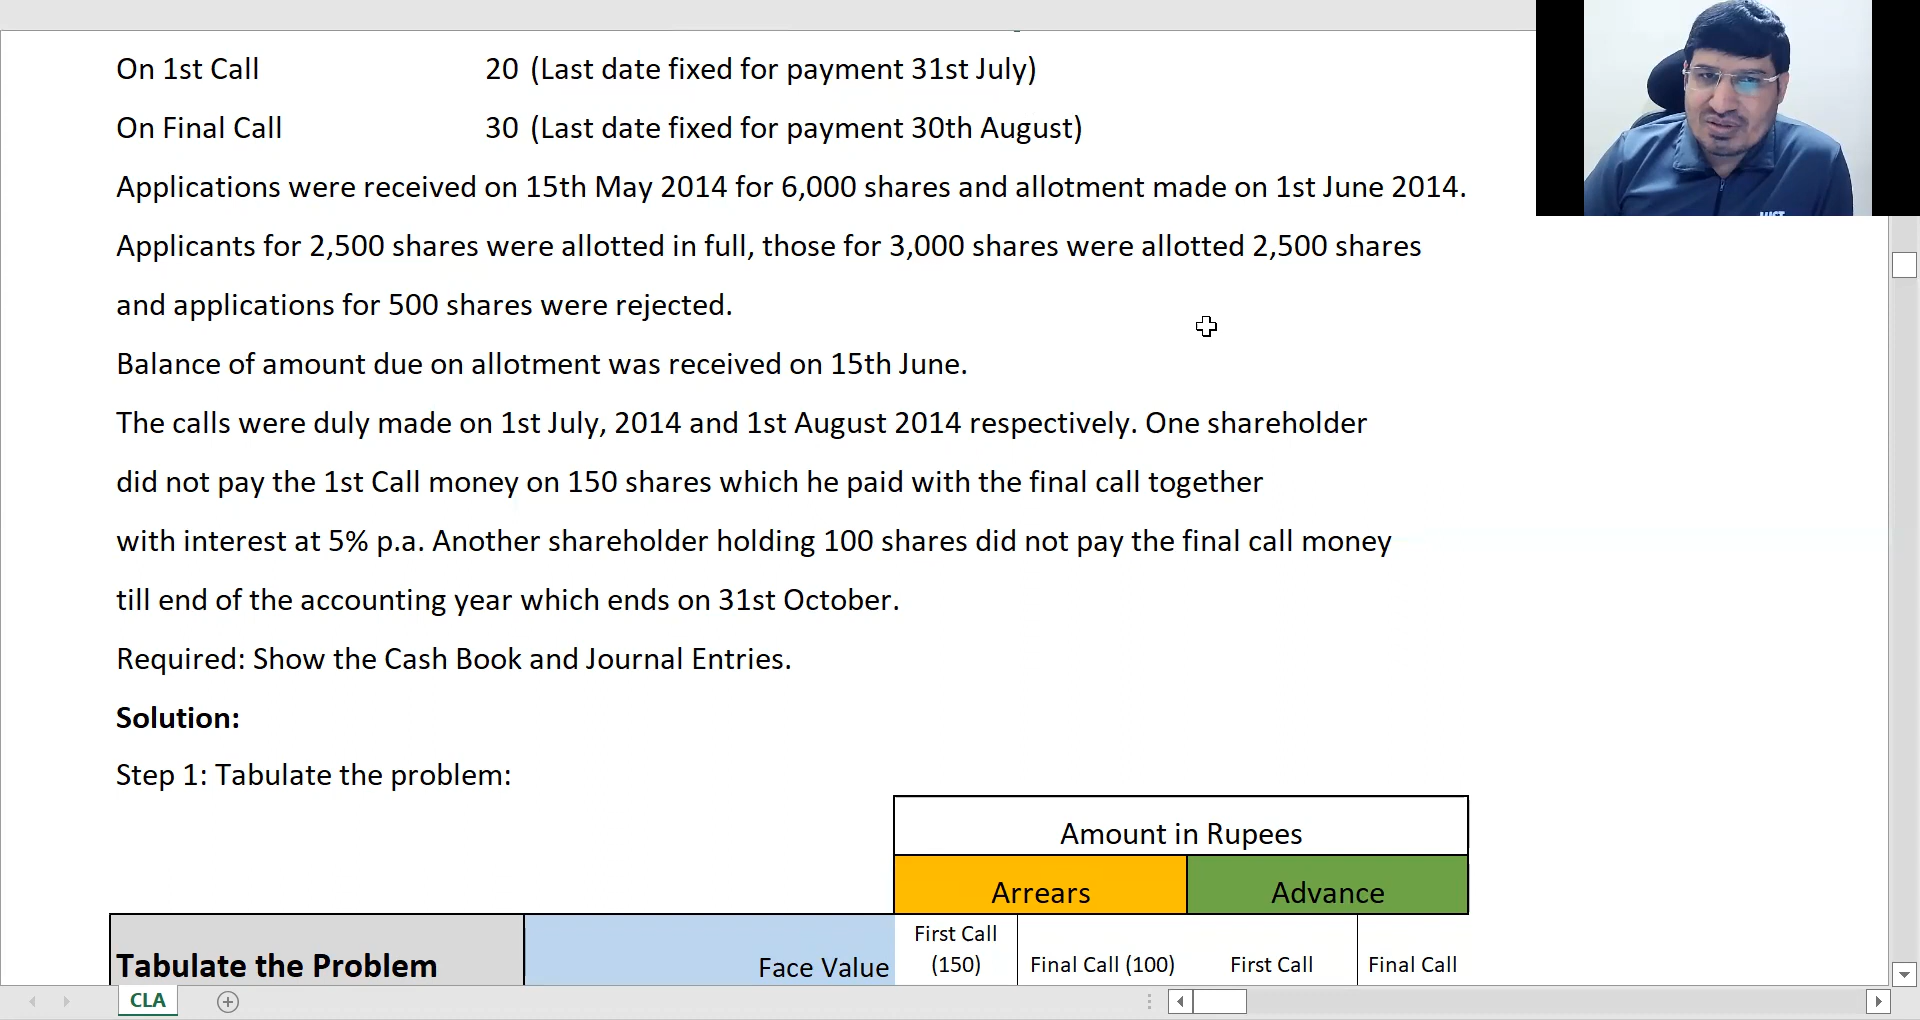 On 1st Call 20 (Last date fixed for payment 31st July)
On Final Call 30 (Last date fixed for payment 30th August)
Applications were received on 15th May 2014 for 6,000 shares and allotment made on 1st June 2014.
Applicants for 2,500 shares were allotted in full, those for 3,000 shares were allotted 2,500 shares
and applications for 500 shares were rejected.
Balance of amount due on allotment was received on 15th June.
The calls were duly made on 1st July, 2014 and 1st August 2014 respectively. One shareholder
did not pay the 1st Call money on 150 shares which he paid with the final call together
with interest at 5% p.a. Another shareholder holding 100 shares did not pay the final call money
till end of the accounting year which ends on 31st October.
Required: Show the Cash Book and Journal Entries.
Solution:
Step 1: Tabulate the problem:
Amount in Rupees
Arrears Advance
Tabulate the Problem Face Value First Call (150) Final Call (100) First Call Final Call
CLA